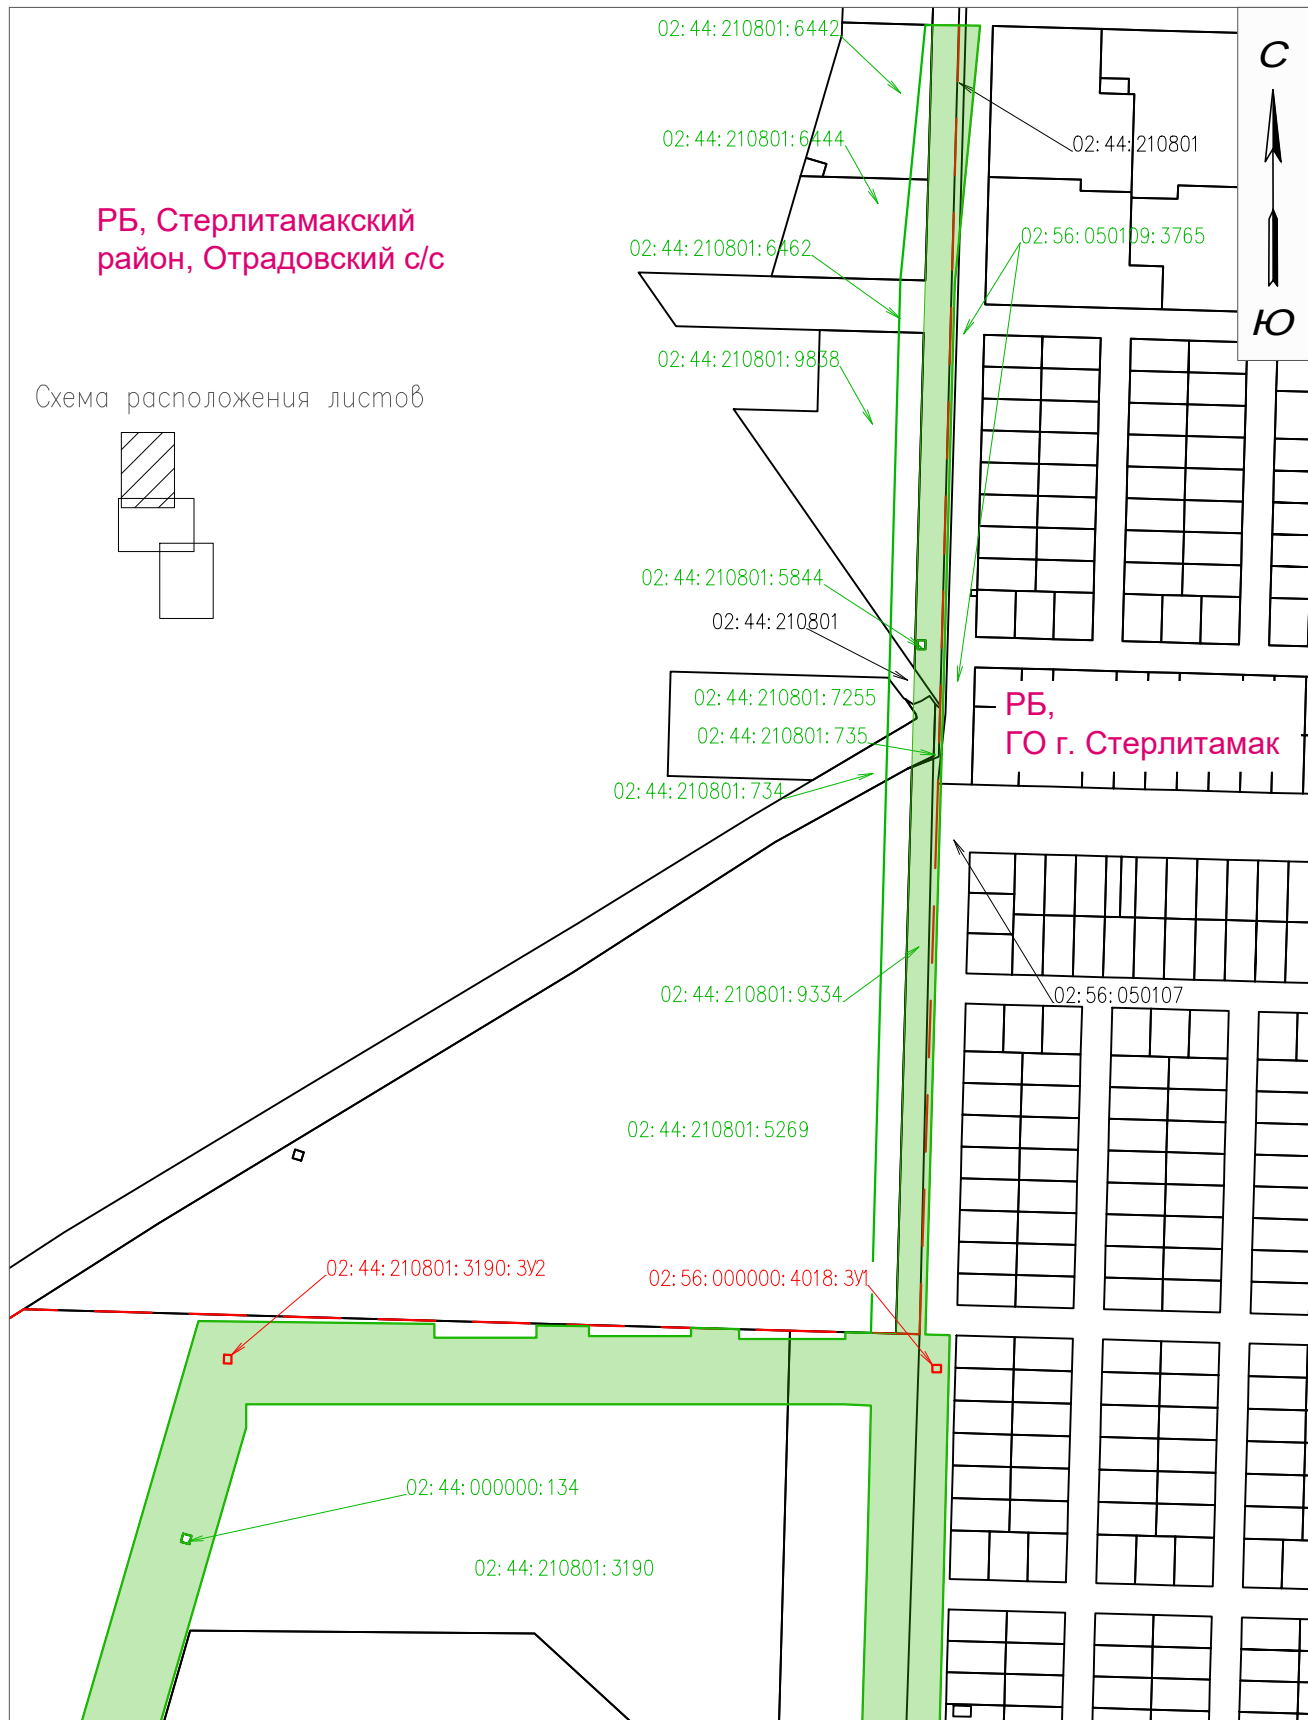 02:44:210801:6442
С
02:44:210801:6444
02:44:210801
РБ, Стерлитамакский
район, Отрадовский с/с
02:44:210801:6462
02:56:050109:3765
Ю
02:44:210801:9838
Схема расположения листов
02:44:210801:5844
02:44:210801
02:44:210801:7255
РБ,
ГО г. Стерлитамак
02:44:210801:735
02:44:210801:734
02:44:210801:9334
02:56:050107
02:44:210801:5269
02:44:210801:3190:ЗУ2
02:56:000000:4018:ЗУ1
02:44:000000:134
02:44:210801:3190